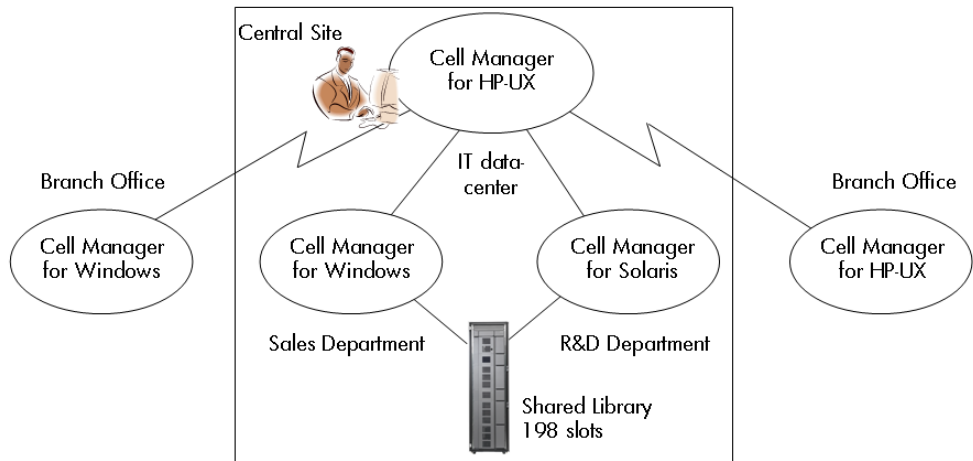 Central Site
Cell Manager
for HP-UX
IT data-
center
Branch Office
Branch Office
Cell Manager
for Windows
Cell Manager
for Windows
Cell Manager
for Solaris
Cell Manager
for HP-UX
Sales Department
R&D Department
Shared Library
198 slots